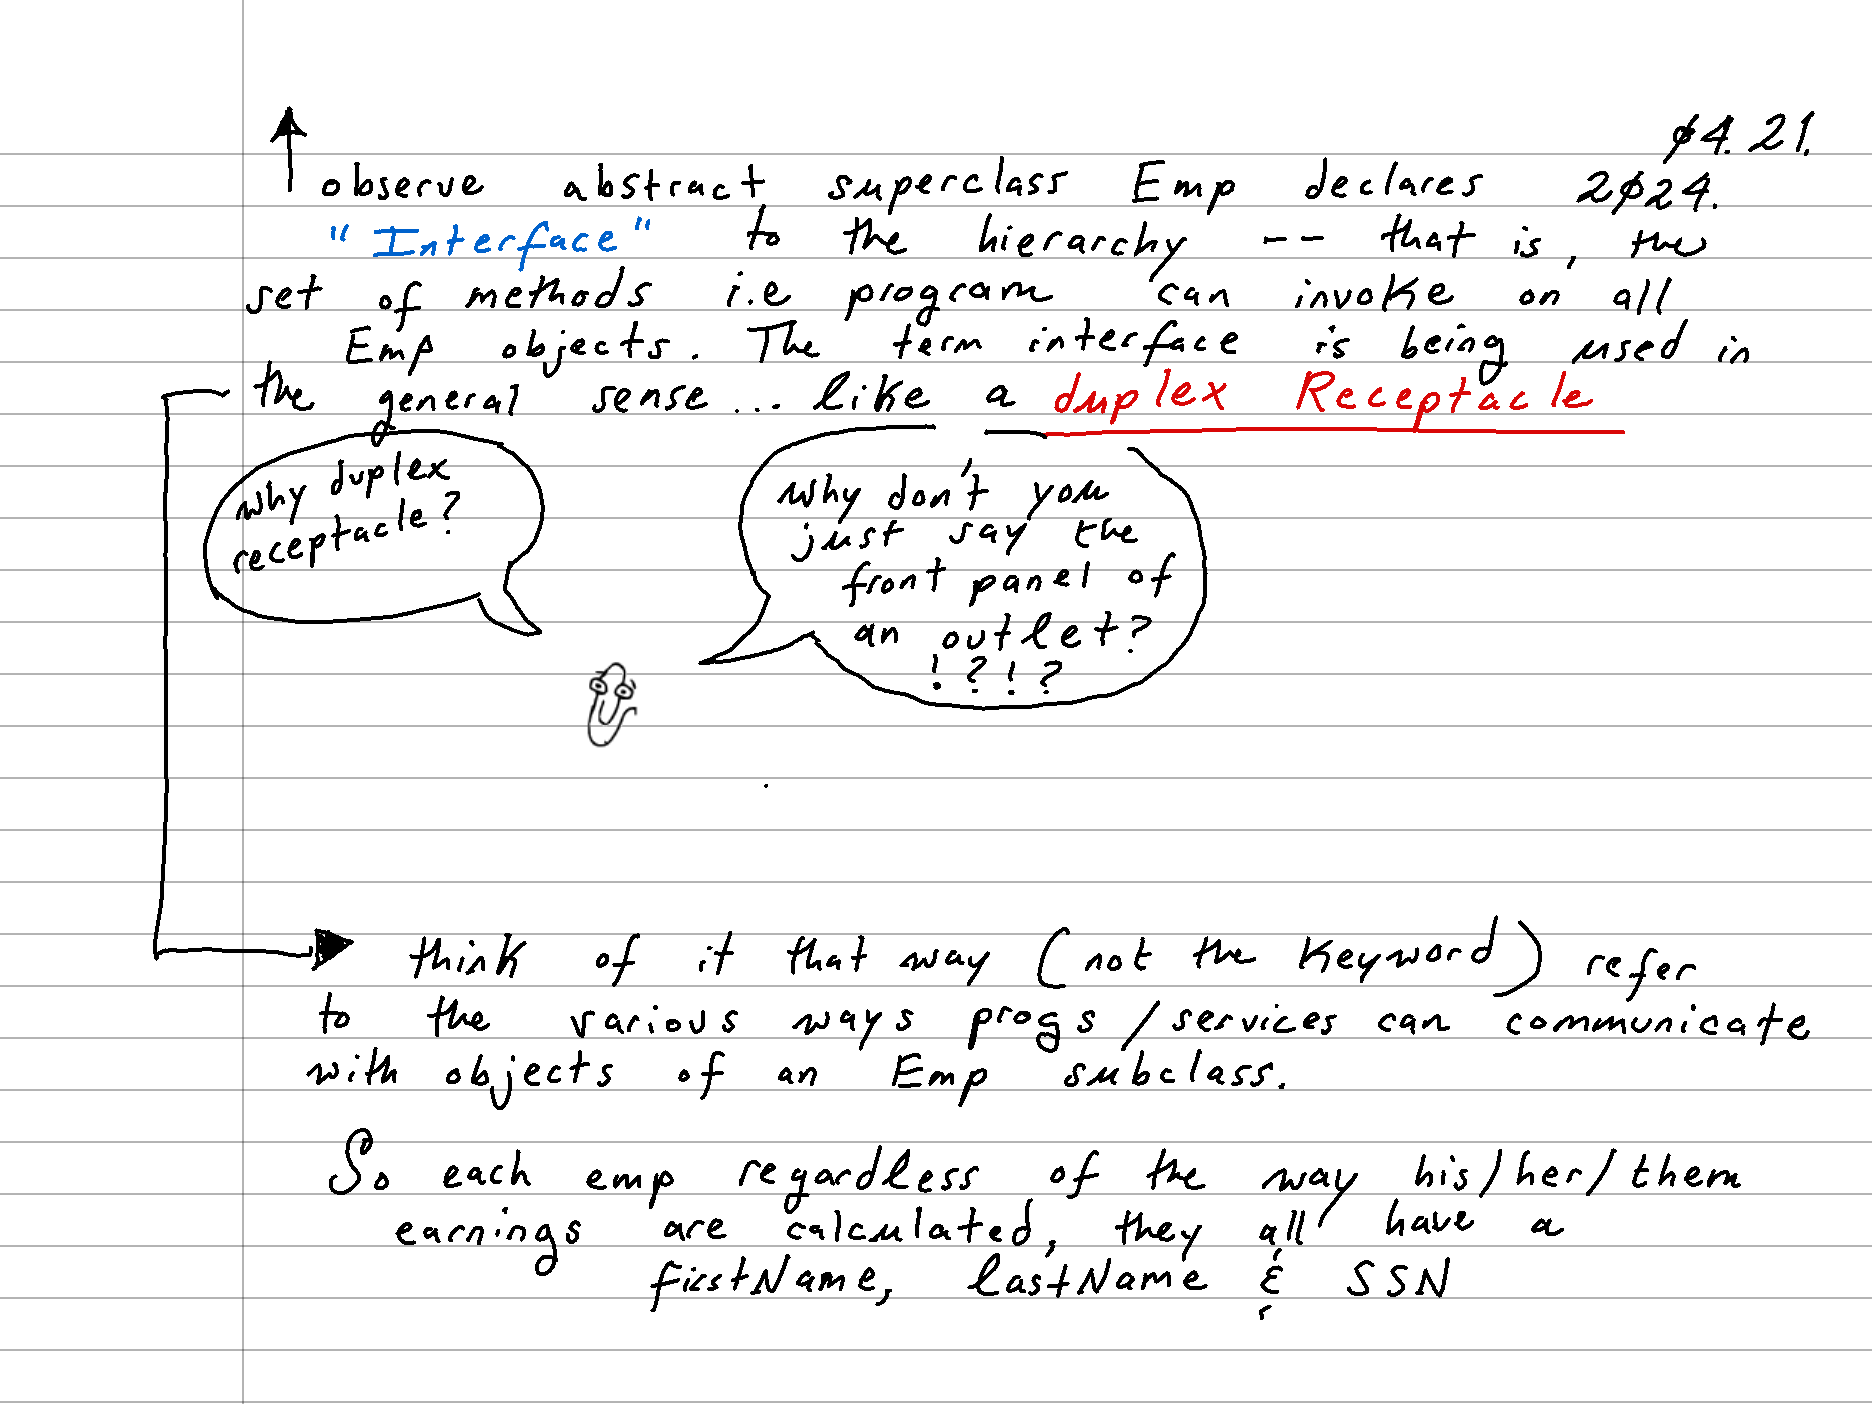 ø4. 21.
observe abstract superclass Emp declares 2ø24.
"Interface" to the hierarchy -- that is, the
set of methods i.e program can invoke on all
Emp objects. The term interface is being used in
the general sense... like a duplex Receptacle
why duplex
receptacle?
why don't you
just say the
front panel of
an outlet?
!?!?
think of it that way (not the keyword) refer
to the various ways progs/services can communicate
with objects of an Emp subclass.
So each emp regardless of the way his/her/them
earnings are calculated, they all have a
firstName, lastName & SSN